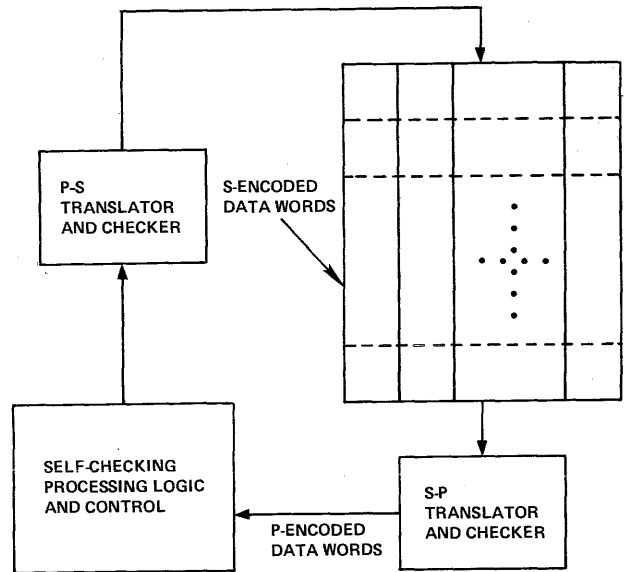 P-S
TRANSLATOR
AND CHECKER
S-ENCODED
DATA WORDS
SELF-CHECKING
PROCESSING LOGIC
AND CONTROL
P-ENCODED
DATA WORDS
S-P
TRANSLATOR
AND CHECKER